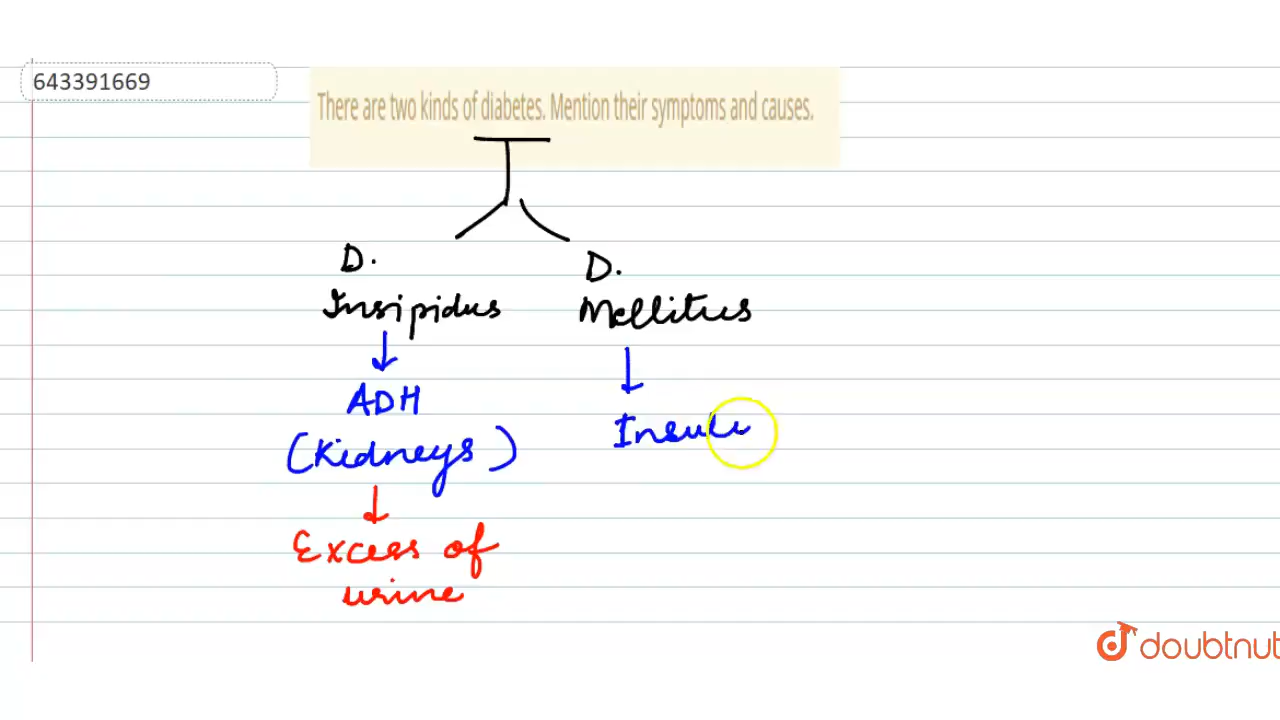 643391669
There are two kinds of diabetes. Mention their symptoms and causes.
D.
Insipidus
D.
Mellitus
ADH
(Kidneys)
Insuli
Excess of
urine
doubtnut